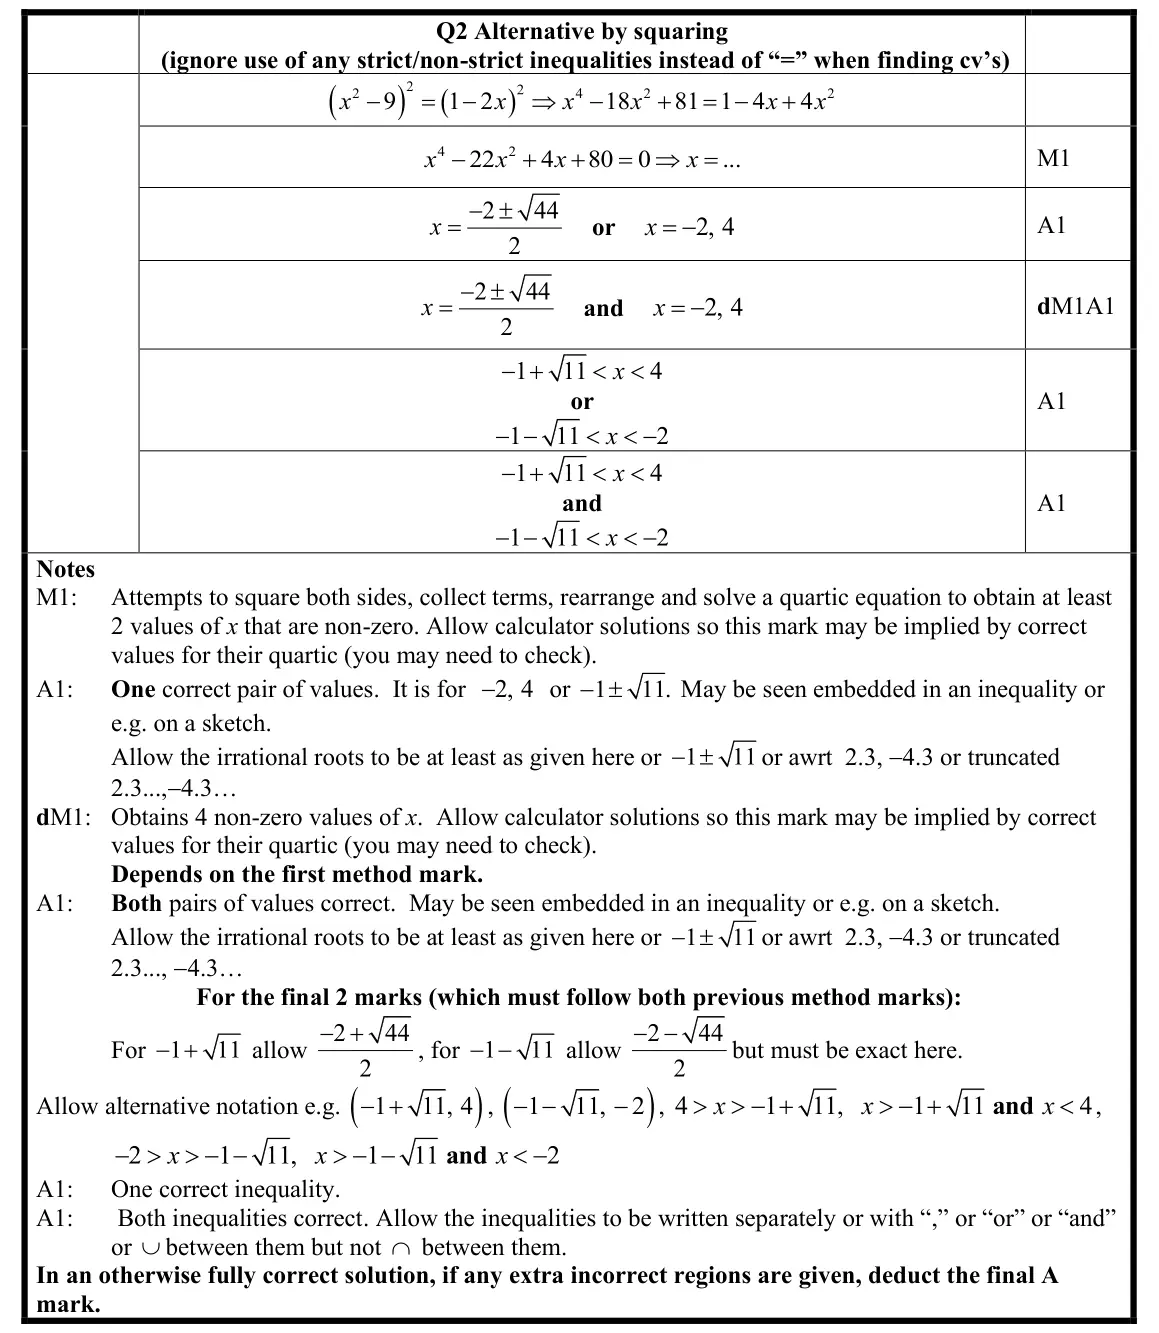 Q2 Alternative by squaring
(ignore use of any strict/non-strict inequalities instead of “=” when finding cv’s)
(x² − 9)² = (1 − 2x)² ⇒ x⁴ − 18x² + 81 = 1 − 4x + 4x²
x⁴ − 22x² + 4x + 80 = 0 ⇒ x = ... M1
x = (−2 ± √44)/2 or x = −2, 4 A1
x = (−2 ± √44)/2 and x = −2, 4 dM1A1
−1 + √11 < x < 4
or A1
−1 − √11 < x < −2
−1 + √11 < x < 4
and A1
−1 − √11 < x < −2
Notes
M1: Attempts to square both sides, collect terms, rearrange and solve a quartic equation to obtain at least
2 values of x that are non-zero. Allow calculator solutions so this mark may be implied by correct
values for their quartic (you may need to check).
A1: One correct pair of values. It is for −2, 4 or −1 ± √11. May be seen embedded in an inequality or
e.g. on a sketch.
Allow the irrational roots to be at least as given here or −1 ± √11 or awrt 2.3, −4.3 or truncated
2.3...,−4.3…
dM1: Obtains 4 non-zero values of x. Allow calculator solutions so this mark may be implied by correct
values for their quartic (you may need to check).
Depends on the first method mark.
A1: Both pairs of values correct. May be seen embedded in an inequality or e.g. on a sketch.
Allow the irrational roots to be at least as given here or −1 ± √11 or awrt 2.3, −4.3 or truncated
2.3..., −4.3…
For the final 2 marks (which must follow both previous method marks):
For −1 + √11 allow (−2 + √44)/2, for −1 − √11 allow (−2 − √44)/2 but must be exact here.
Allow alternative notation e.g. (−1 + √11, 4), (−1 − √11, −2), 4 > x > −1 + √11, x > −1 + √11 and x < 4,
−2 > x > −1 − √11, x > −1 − √11 and x < −2
A1: One correct inequality.
A1: Both inequalities correct. Allow the inequalities to be written separately or with “,” or “or” or “and”
or ∪ between them but not ∩ between them.
In an otherwise fully correct solution, if any extra incorrect regions are given, deduct the final A
mark.